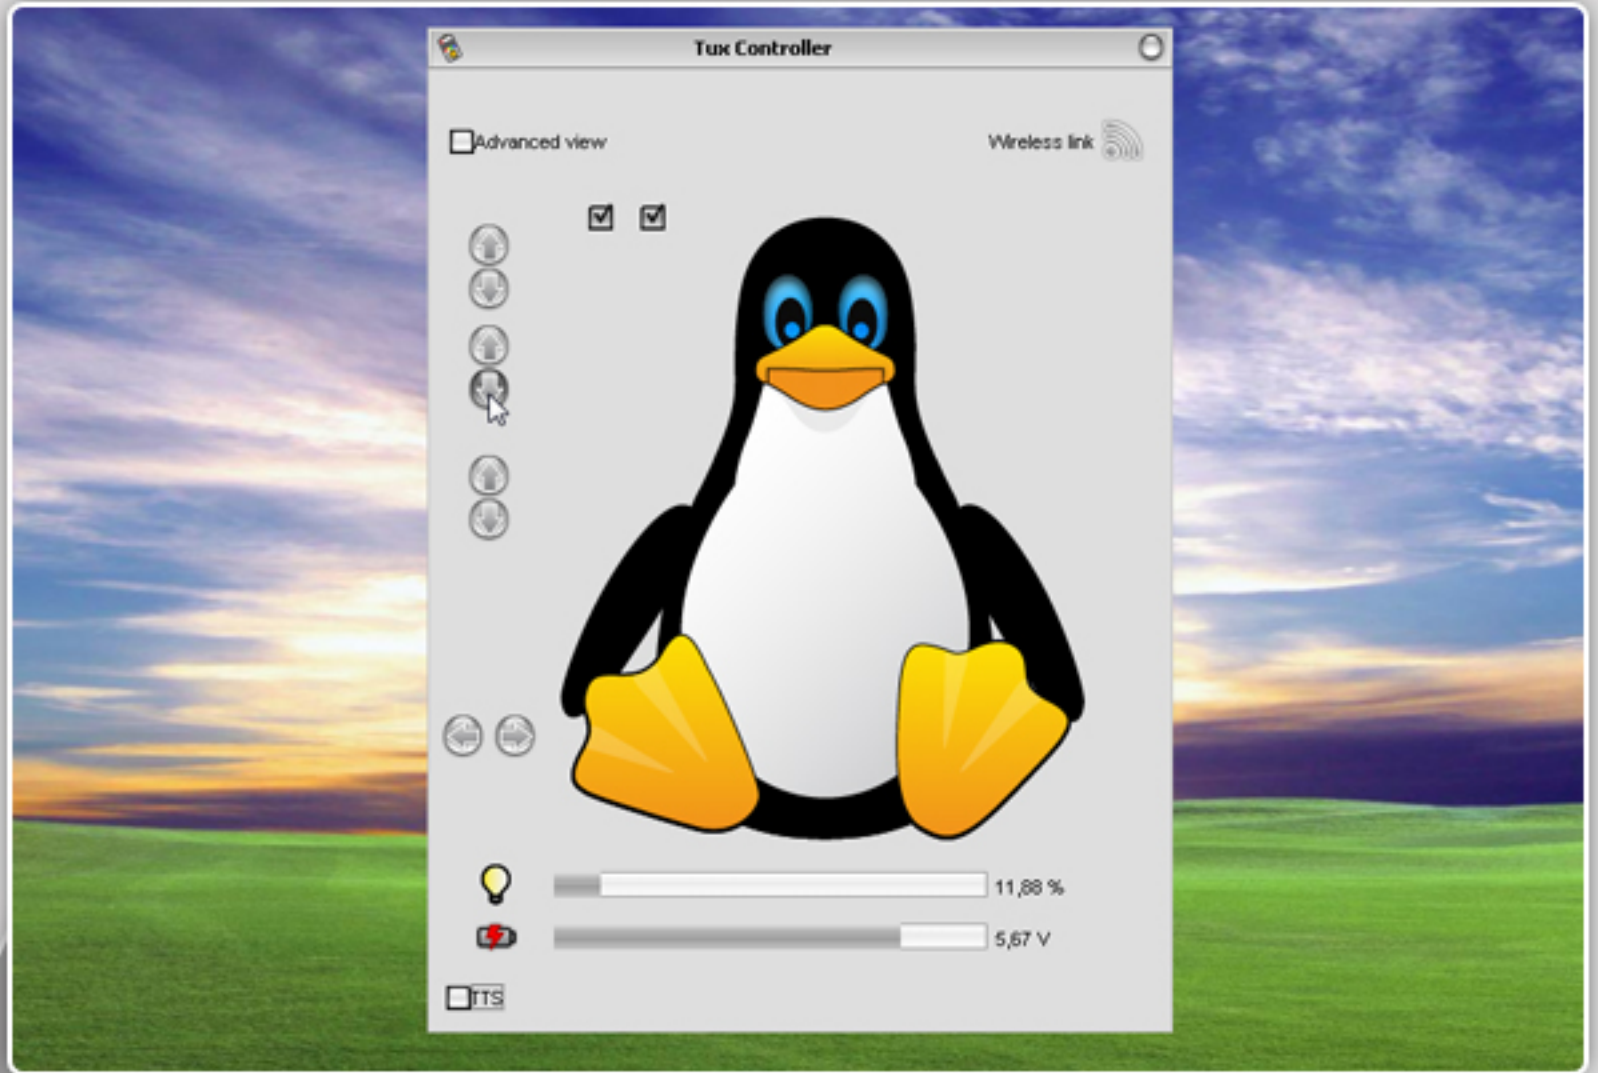 Tux Controller
Advanced view
Wireless link
11,88 %
5,67 V
TTS